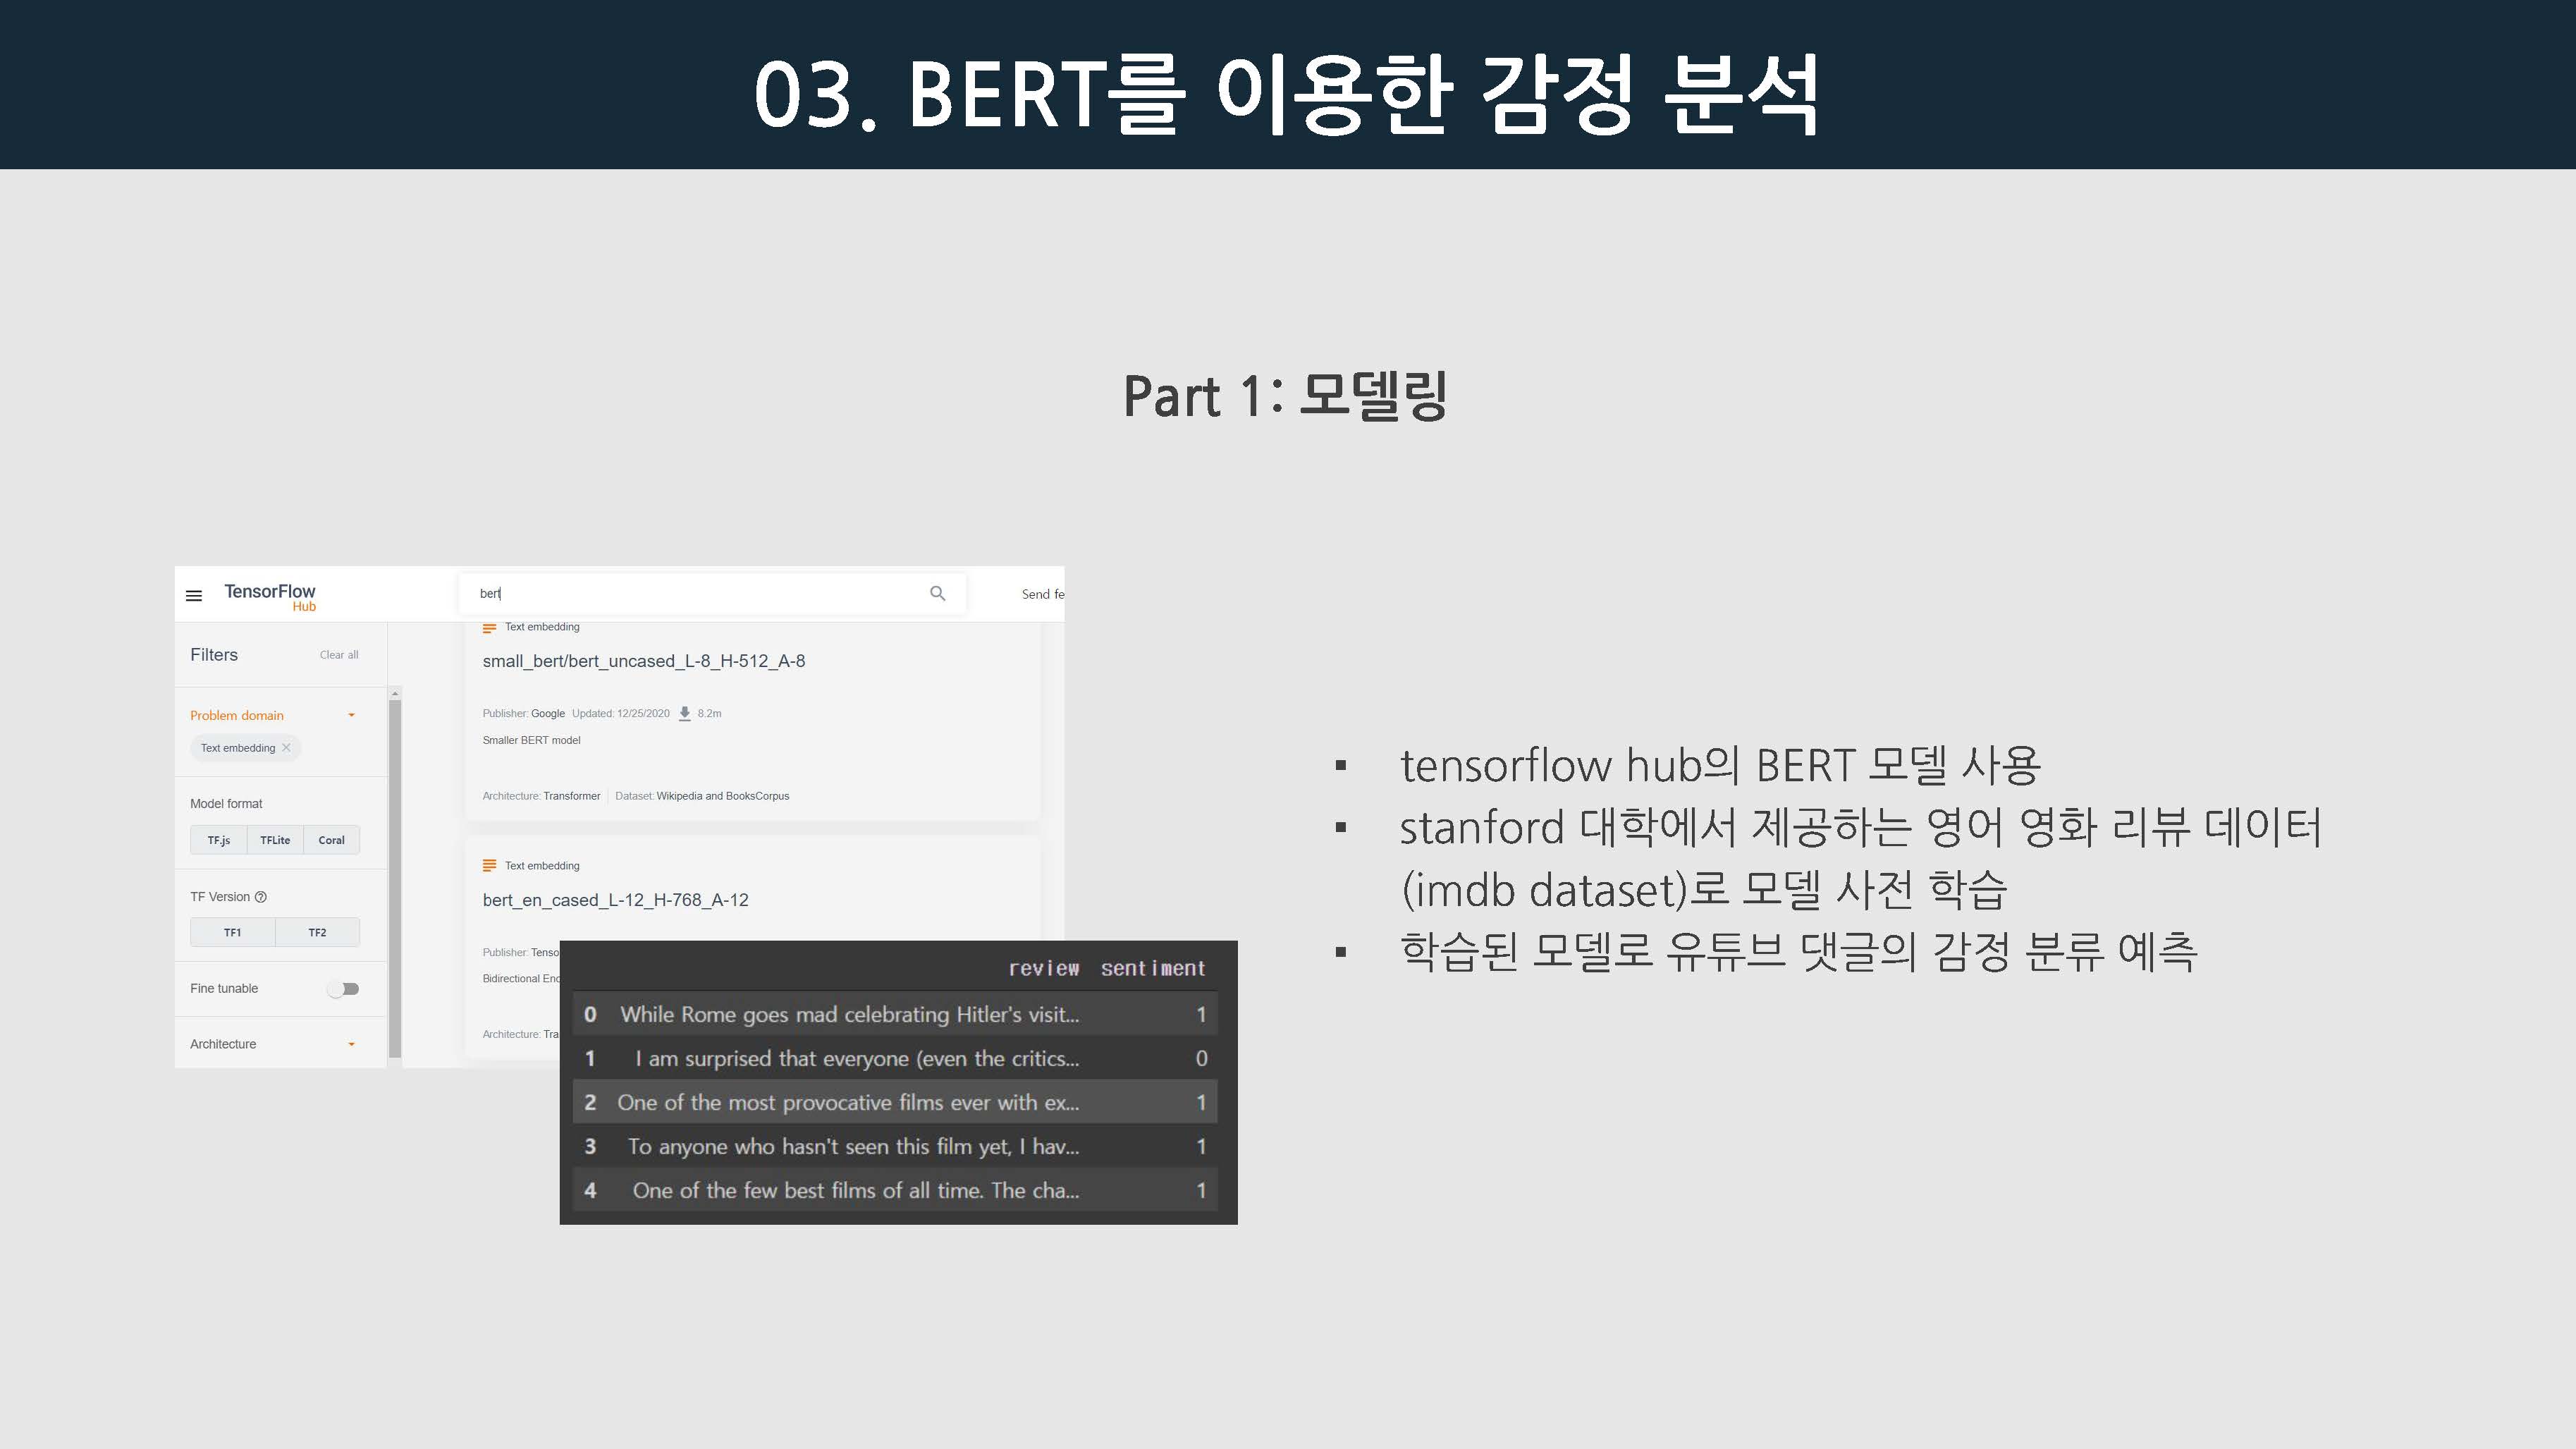 03. BERT를 이용한 감정 분석
Part 1: 모델링
TensorFlow
Hub
bert
Send fe
Filters
Clear all
Problem domain
Text embedding
Model format
TF.js TFLite Coral
TF Version
TF1 TF2
Fine tunable
Architecture
Text embedding
small_bert/bert_uncased_L-8_H-512_A-8
Publisher: Google Updated: 12/25/2020 8.2m
Smaller BERT model
Architecture: Transformer Dataset: Wikipedia and BooksCorpus
Text embedding
bert_en_cased_L-12_H-768_A-12
Publisher: Tenso
Bidirectional Enc
Architecture: Tra
review sentiment
0 While Rome goes mad celebrating Hitler's visit... 1
1 I am surprised that everyone (even the critics... 0
2 One of the most provocative films ever with ex... 1
3 To anyone who hasn't seen this film yet, I hav... 1
4 One of the few best films of all time. The cha... 1
▪ tensorflow hub의 BERT 모델 사용
▪ stanford 대학에서 제공하는 영어 영화 리뷰 데이터
(imdb dataset)로 모델 사전 학습
▪ 학습된 모델로 유튜브 댓글의 감정 분류 예측